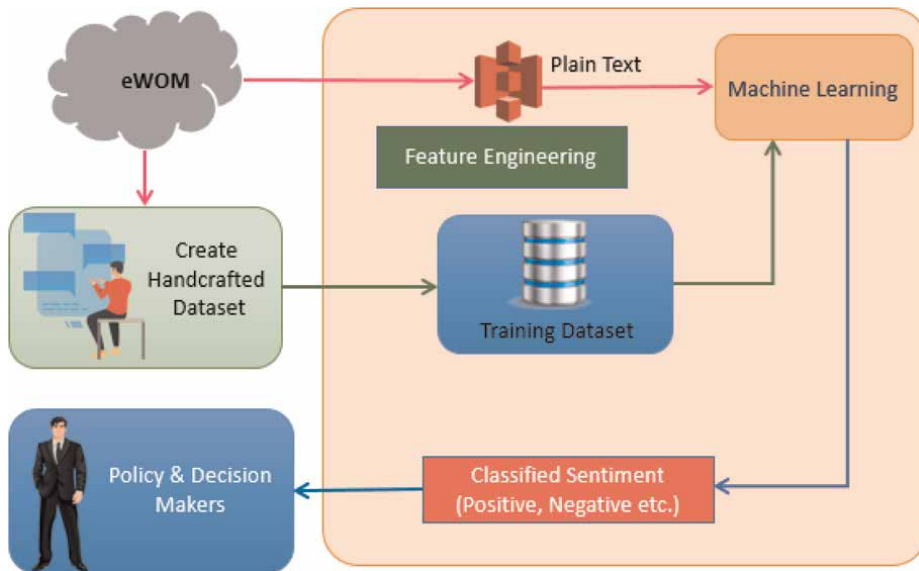 eWOM
Plain Text
Machine Learning
Feature Engineering
Create
Handcrafted
Dataset
Training Dataset
Policy & Decision
Makers
Classified Sentiment
(Positive, Negative etc.)